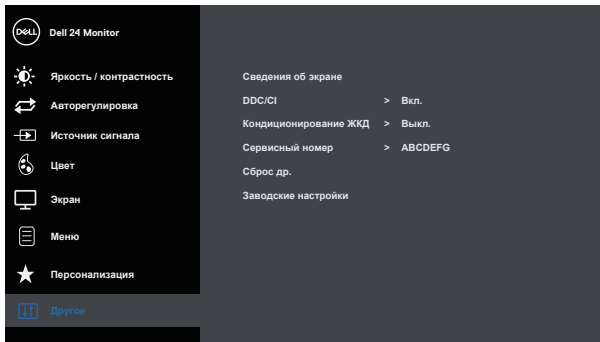 DELL Dell 24 Monitor
Яркость / контрастность
Авторегулировка
Источник сигнала
Цвет
Экран
Меню
Персонализация
Другое
Сведения об экране
DDC/CI > Вкл.
Кондиционирование ЖКД > Выкл.
Сервисный номер > ABCDEFG
Сброс др.
Заводские настройки